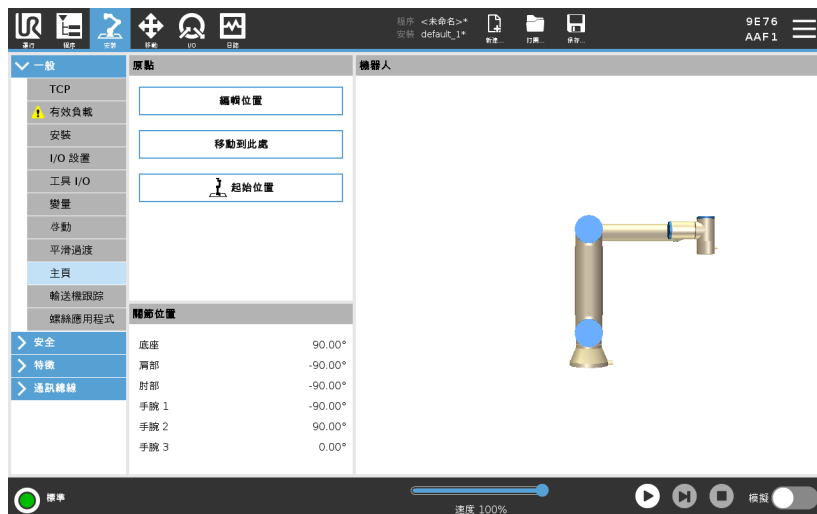 UR
運行
程序
安裝
移動
I/O
日誌
程序 <未命名>*
安裝 default_1*
新建...
打開...
保存...
9E76
AAF1
一般
TCP
有效負載
安裝
I/O 設置
工具 I/O
變量
啓動
平滑過渡
主頁
輸送機跟踪
螺絲應用程式
安全
特徵
通訊總線
原點
編輯位置
移動到此處
起始位置
關節位置
底座 90.00°
肩部 -90.00°
肘部 -90.00°
手腕 1 -90.00°
手腕 2 90.00°
手腕 3 0.00°
機器人
標準
速度 100%
模擬